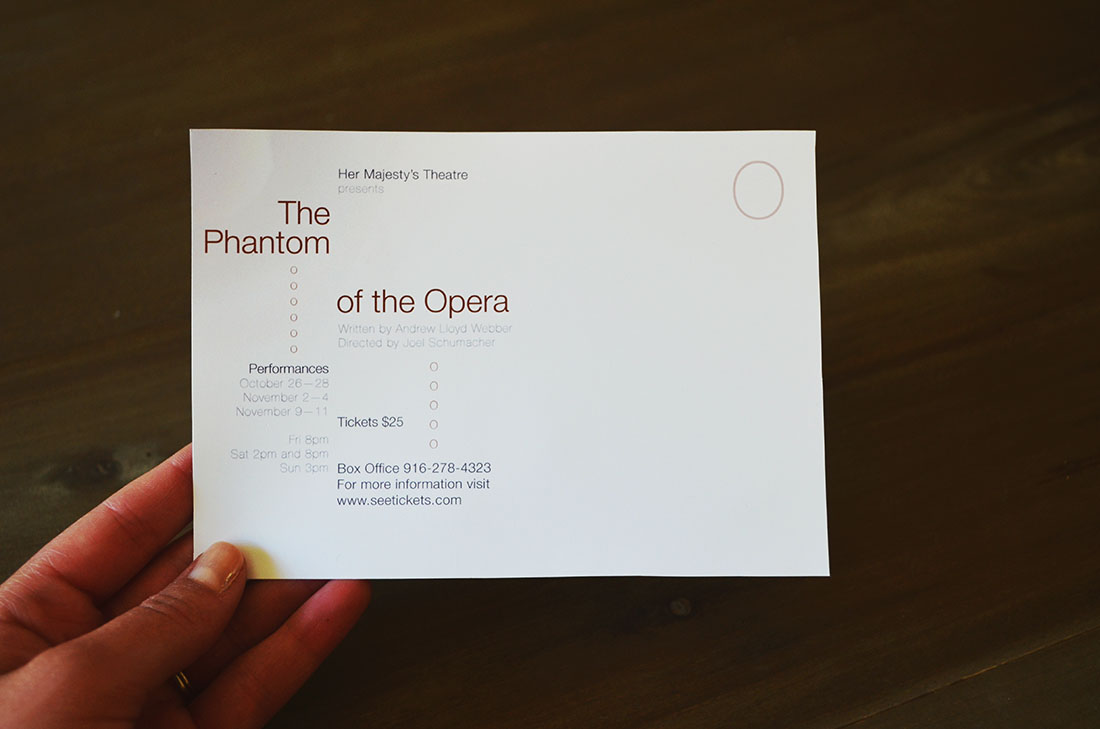 Her Majesty's Theatre
presents
The
Phantom
of the Opera
Written by Andrew Lloyd Webber
Directed by Joel Schumacher
Performances
October 26—28
November 2—4
November 9—11
Fri 8pm
Sat 2pm and 8pm
Sun 3pm
Tickets $25
Box Office 916-278-4323
For more information visit
www.seetickets.com